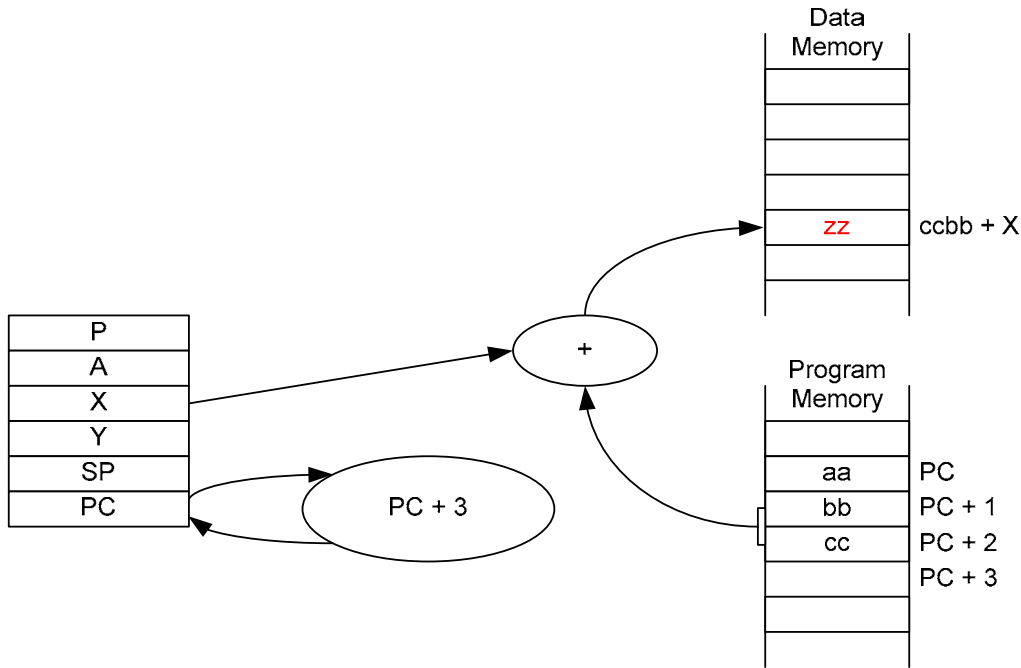 Data
Memory
zz
ccbb + X
P
A
X
Y
SP
PC
+
PC + 3
Program
Memory
aa
PC
bb
PC + 1
cc
PC + 2
PC + 3